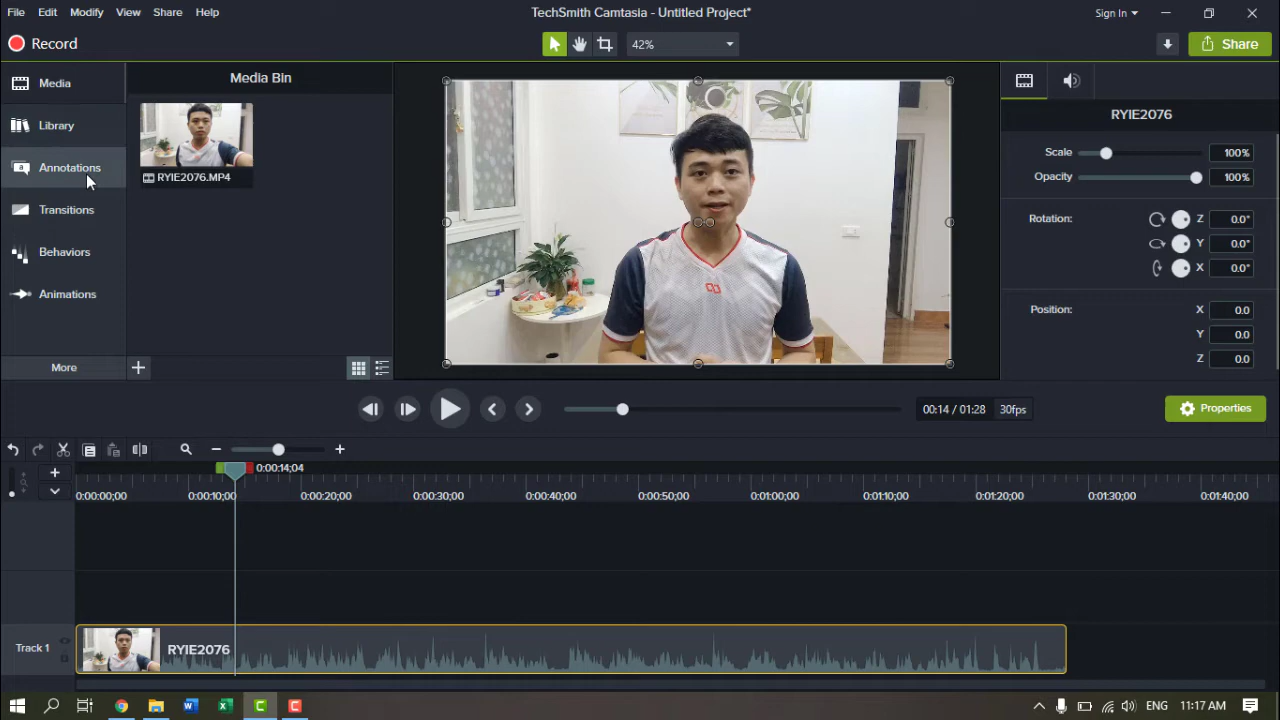 File Edit Modify View Share Help
TechSmith Camtasia - Untitled Project*
Sign In
Record
42%
Share
Media
Media Bin
RYIE2076
Library
Annotations
Transitions
Behaviors
Animations
More
RYIE2076.MP4
Scale 100%
Opacity 100%
Rotation: Z 0.0°
Y 0.0°
X 0.0°
Position: X 0.0
Y 0.0
Z 0.0
00:14 / 01:28 30fps
Properties
0:00:14;04
0:00:00;00 0:00:10;00 0:00:20;00 0:00:30;00 0:00:40;00 0:00:50;00 0:01:00;00 0:01:10;00 0:01:20;00 0:01:30;00 0:01:40;00
Track 1
RYIE2076
ENG 11:17 AM